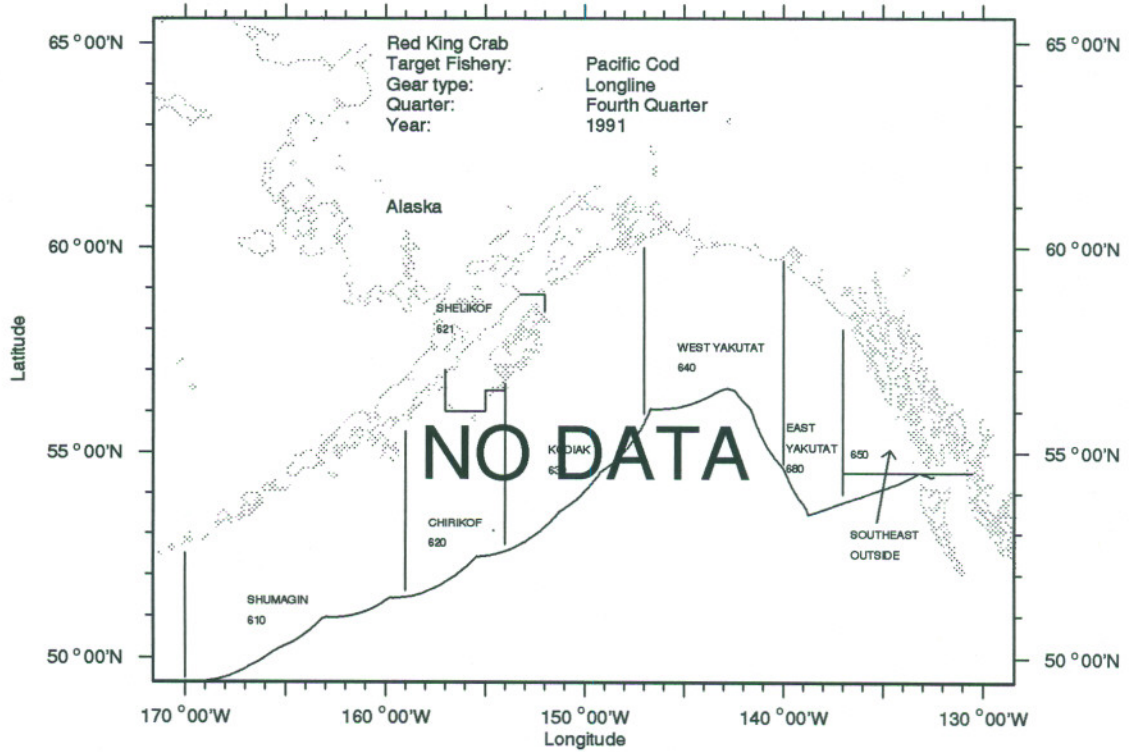 65 °00'N
65 °00'N
Red King Crab
Target Fishery: Pacific Cod
Gear type: Longline
Quarter: Fourth Quarter
Year: 1991
Alaska
60 °00'N
60 °00'N
SHELIKOF
621
Latitude
WEST YAKUTAT
640
NO DATA
KODIAK
EAST
YAKUTAT
680
650
55 °00'N
55 °00'N
CHIRIKOF
620
SOUTHEAST
OUTSIDE
SHUMAGIN
610
50 °00'N
50 °00'N
170 °00'W 160 °00'W 150 °00'W 140 °00'W 130 °00'W
Longitude